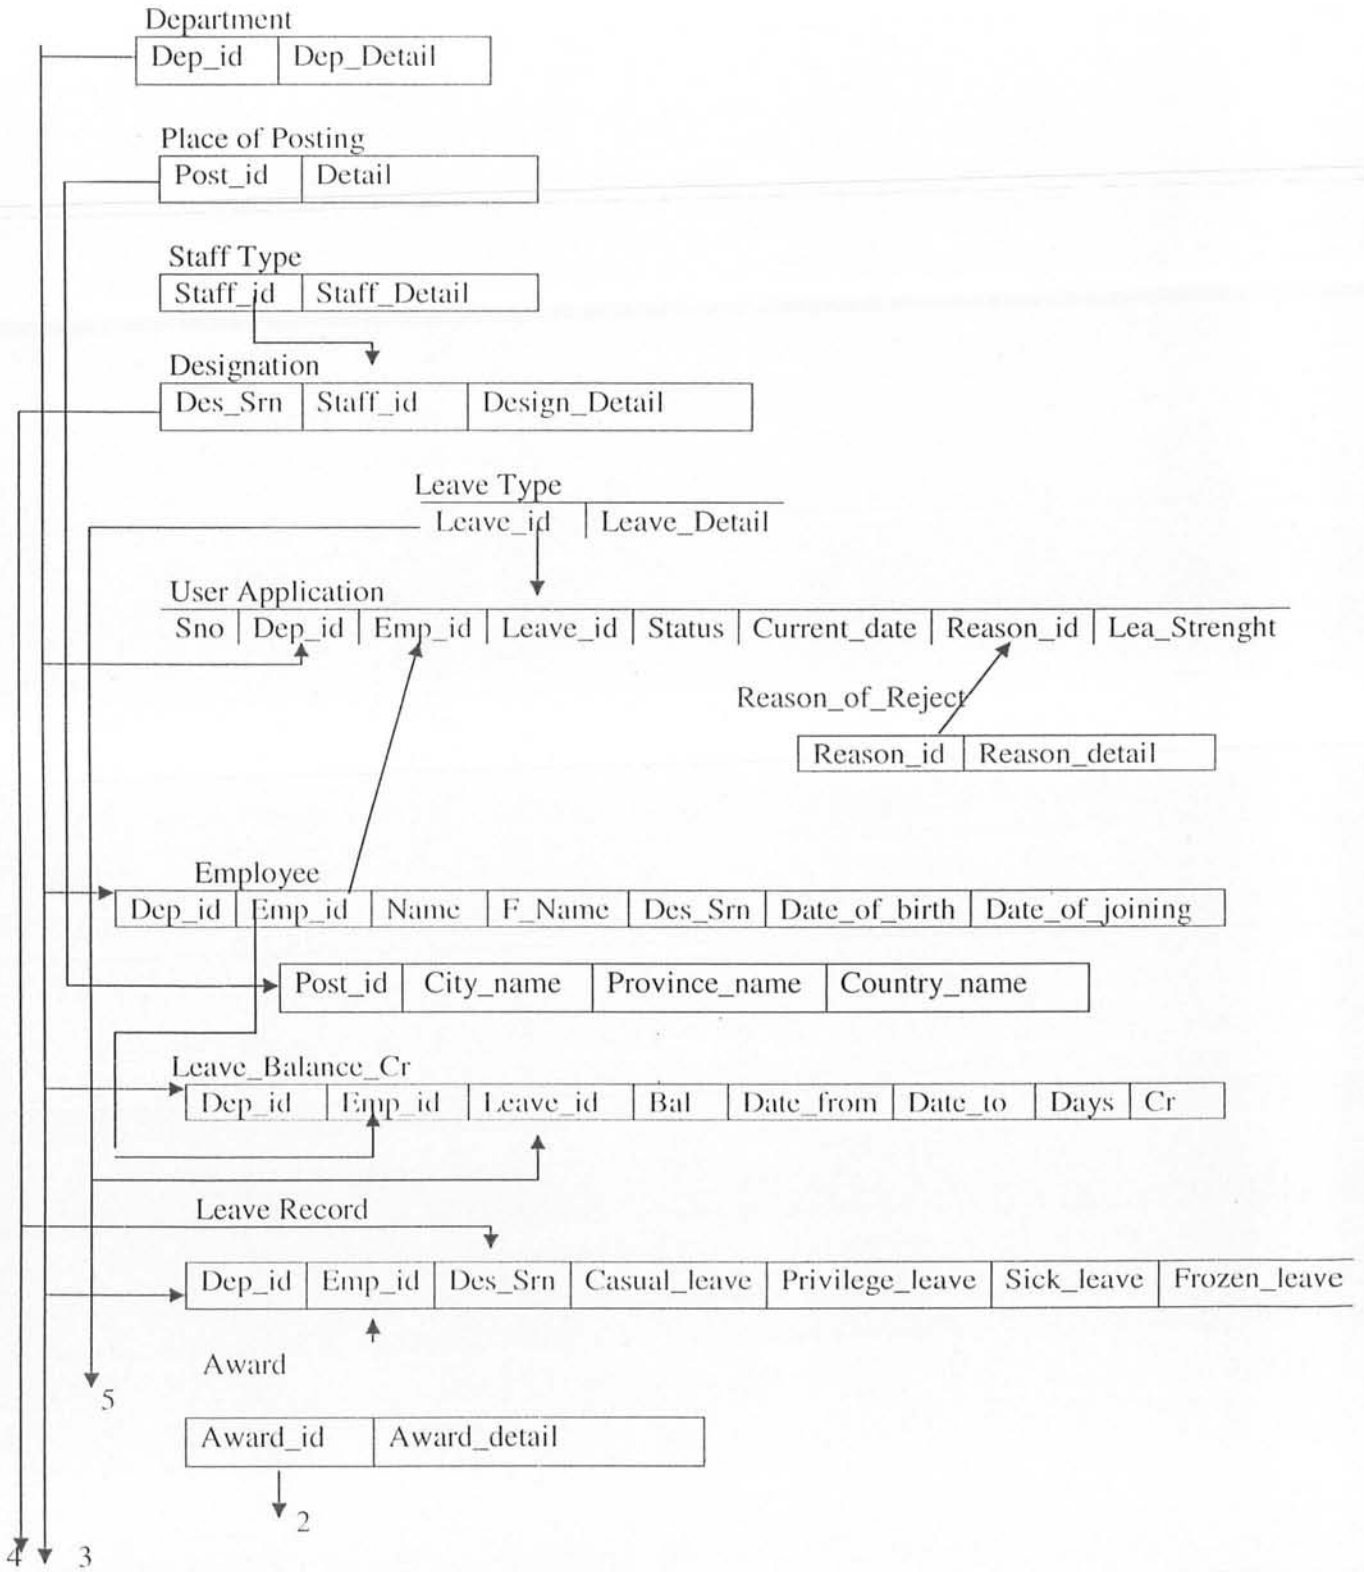 Department
Dep_id Dep_Detail
Place of Posting
Post_id Detail
Staff Type
Staff_id Staff_Detail
Designation
Des_Srn Staff_id Design_Detail
Leave Type
Leave_id Leave_Detail
User Application
Sno Dep_id Emp_id Leave_id Status Current_date Reason_id Lea_Strenght
Reason_of_Reject
Reason_id Reason_detail
Employee
Dep_id Emp_id Name F_Name Des_Srn Date_of_birth Date_of_joining
Post_id City_name Province_name Country_name
Leave_Balance_Cr
Dep_id Emp_id Leave_id Bal Date_from Date_to Days Cr
Leave Record
Dep_id Emp_id Des_Srn Casual_leave Privilege_leave Sick_leave Frozen_leave
Award
5
Award_id Award_detail
2
4 3